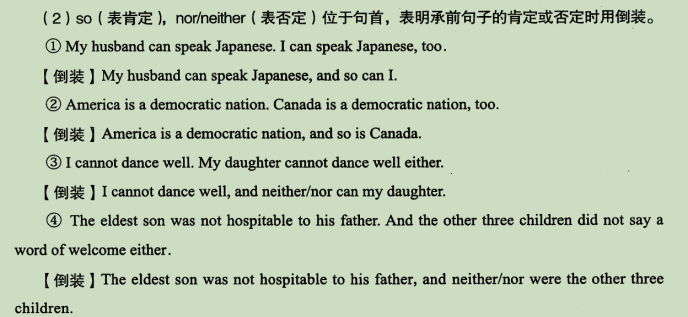 （2）so（表肯定），nor/neither（表否定）位于句首，表明承前句子的肯定或否定时用倒装。
① My husband can speak Japanese. I can speak Japanese, too.
【倒装】My husband can speak Japanese, and so can I.
② America is a democratic nation. Canada is a democratic nation, too.
【倒装】America is a democratic nation, and so is Canada.
③ I cannot dance well. My daughter cannot dance well either.
【倒装】I cannot dance well, and neither/nor can my daughter.
④ The eldest son was not hospitable to his father. And the other three children did not say a
word of welcome either.
【倒装】The eldest son was not hospitable to his father, and neither/nor were the other three
children.